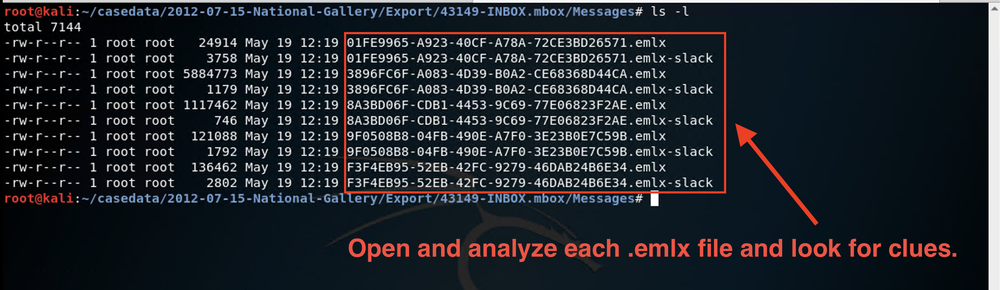 root@kali:~/casedata/2012-07-15-National-Gallery/Export/43149-INBOX.mbox/Messages# ls -l
total 7144
-rw-r--r-- 1 root root   24914 May 19 12:19 01FE9965-A923-40CF-A78A-72CE3BD26571.emlx
-rw-r--r-- 1 root root    3758 May 19 12:19 01FE9965-A923-40CF-A78A-72CE3BD26571.emlx-slack
-rw-r--r-- 1 root root 5884773 May 19 12:19 3896FC6F-A083-4D39-B0A2-CE68368D44CA.emlx
-rw-r--r-- 1 root root    1179 May 19 12:19 3896FC6F-A083-4D39-B0A2-CE68368D44CA.emlx-slack
-rw-r--r-- 1 root root 1117462 May 19 12:19 8A3BD06F-CDB1-4453-9C69-77E06823F2AE.emlx
-rw-r--r-- 1 root root     746 May 19 12:19 8A3BD06F-CDB1-4453-9C69-77E06823F2AE.emlx-slack
-rw-r--r-- 1 root root  121088 May 19 12:19 9F0508B8-04FB-490E-A7F0-3E23B0E7C59B.emlx
-rw-r--r-- 1 root root    1792 May 19 12:19 9F0508B8-04FB-490E-A7F0-3E23B0E7C59B.emlx-slack
-rw-r--r-- 1 root root  136462 May 19 12:19 F3F4EB95-52EB-42FC-9279-46DAB24B6E34.emlx
-rw-r--r-- 1 root root    2802 May 19 12:19 F3F4EB95-52EB-42FC-9279-46DAB24B6E34.emlx-slack
root@kali:~/casedata/2012-07-15-National-Gallery/Export/43149-INBOX.mbox/Messages#
Open and analyze each .emlx file and look for clues.